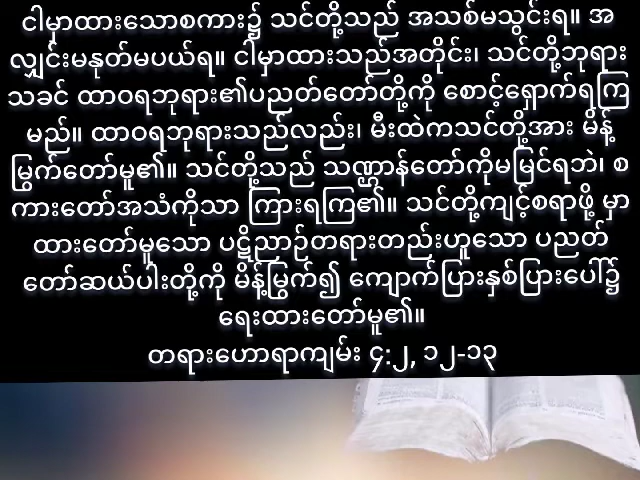 ငါမှာထားသောစကား၌ သင်တို့သည် အသစ်မသွင်းရ။ အ
လျှင်းမနုတ်မပယ်ရ။ ငါမှာထားသည်အတိုင်း၊ သင်တို့ဘုရား
သခင် ထာဝရဘုရား၏ပညတ်တော်တို့ကို စောင့်ရှောက်ရကြ
မည်။ ထာဝရဘုရားသည်လည်း၊ မီးထဲကသင်တို့အား မိန့်
မြွက်တော်မူ၏။ သင်တို့သည် သဏ္ဌာန်တော်ကိုမမြင်ရဘဲ၊ စ
ကားတော်အသံကိုသာ ကြားရကြ၏။ သင်တို့ကျင့်စရာဖို့ မှာ
ထားတော်မူသော ပဋိညာဉ်တရားတည်းဟူသော ပညတ်
တော်ဆယ်ပါးတို့ကို မိန့်မြွက်၍ ကျောက်ပြားနှစ်ပြားပေါ်၌
ရေးထားတော်မူ၏။
တရားဟောရာကျမ်း ၄:၂, ၁၂-၁၃